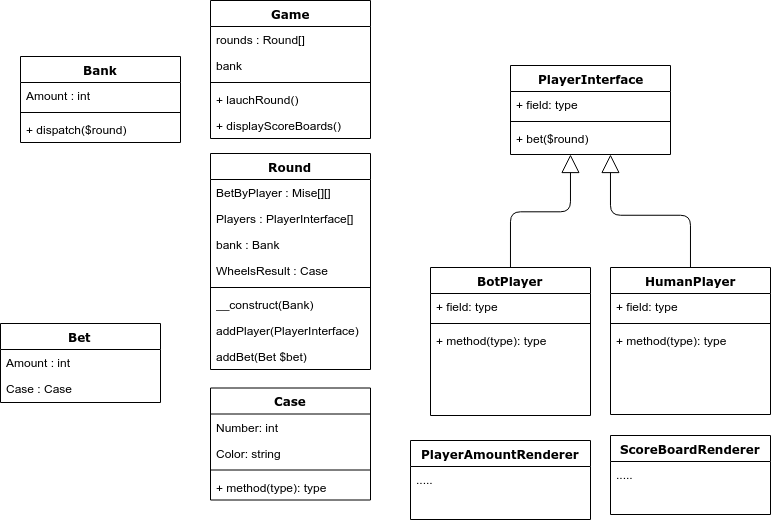 Game
rounds : Round[]
bank
+ lauchRound()
+ displayScoreBoards()
Bank
Amount : int
+ dispatch($round)
PlayerInterface
+ field: type
+ bet($round)
Round
BetByPlayer : Mise[][]
Players : PlayerInterface[]
bank : Bank
WheelsResult : Case
__construct(Bank)
addPlayer(PlayerInterface)
addBet(Bet $bet)
BotPlayer
+ field: type
+ method(type): type
HumanPlayer
+ field: type
+ method(type): type
Bet
Amount : int
Case : Case
Case
Number: int
Color: string
+ method(type): type
PlayerAmountRenderer
.....
ScoreBoardRenderer
.....